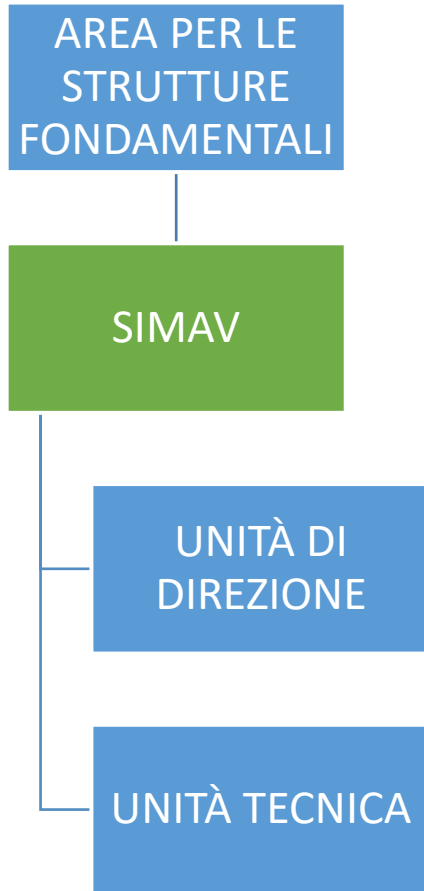 AREA PER LE
STRUTTURE
FONDAMENTALI
SIMAV
UNITÀ DI
DIREZIONE
UNITÀ TECNICA